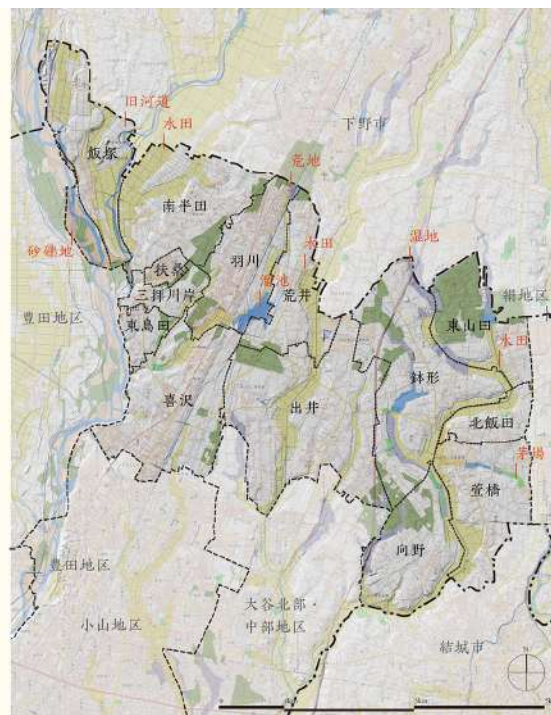 旧河道
水田
下野市
飯塚
荒地
南半田
羽川
水田
湿地
砂礫地
扶桑
溜池
荒井
絹地区
三拝川岸
豊田地区
東島田
東山田
水田
喜沢
鉢形
出井
北飯田
茅場
萱橋
向野
豊田地区
大谷北部・
中部地区
小山地区
結城市
N